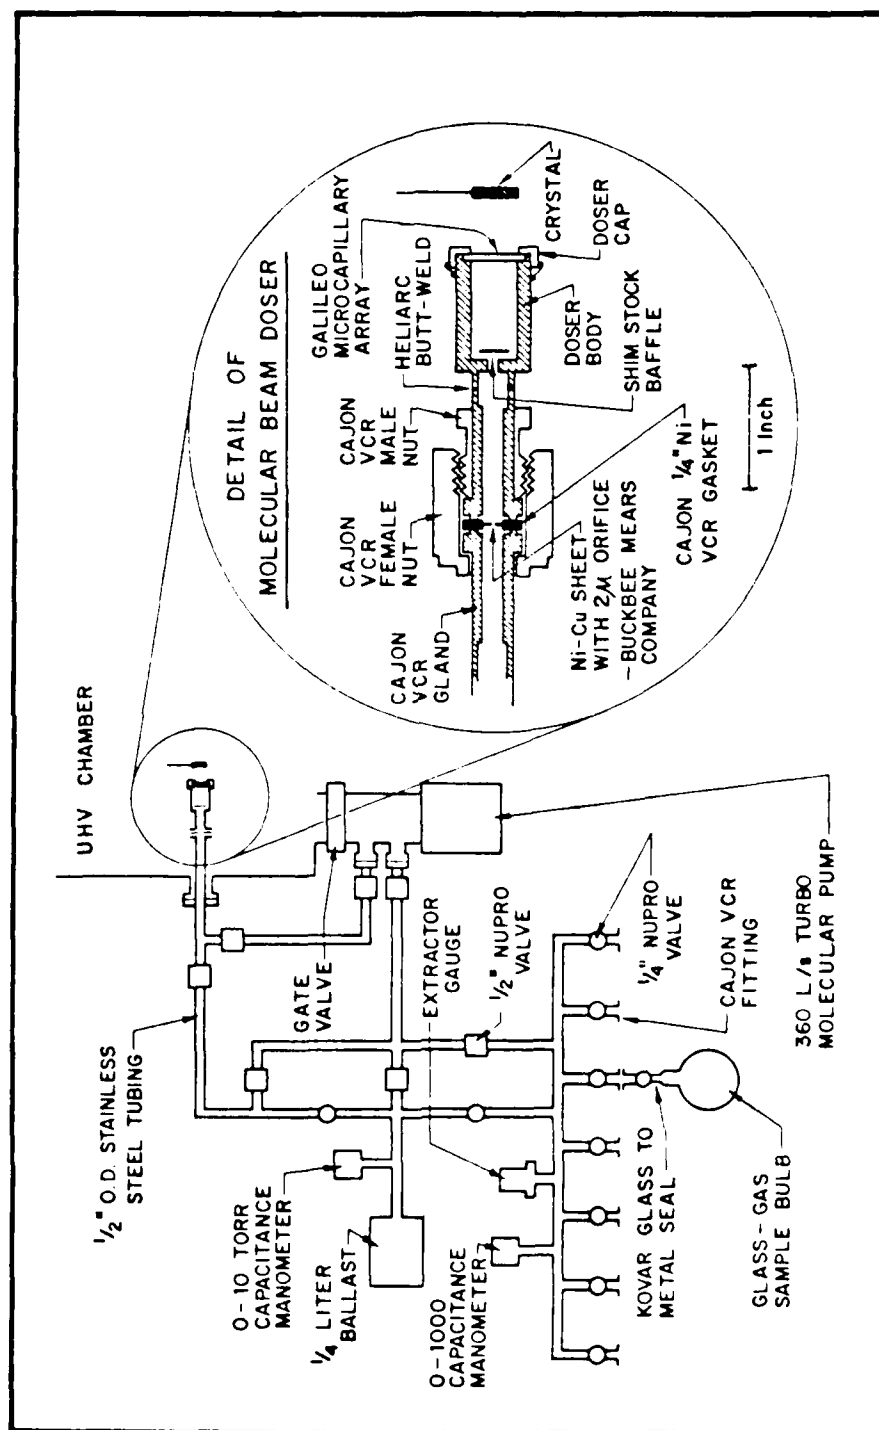 DETAIL OF
MOLECULAR BEAM DOSER
GALILEO
MICROCAPILLARY
ARRAY
HELIARC
BUTT-WELD
CAJON
VCR
MALE
NUT
CAJON
VCR
FEMALE
NUT
CAJON
VCR
GLAND
CRYSTAL
DOSER
CAP
DOSER
BODY
SHIM STOCK
BAFFLE
1 Inch
CAJON 1/4" Ni
VCR GASKET
Ni-Cu SHEET
WITH 2μ ORIFICE
-BUCKBEE MEARS
COMPANY
UHV CHAMBER
1/2" O.D. STAINLESS
STEEL TUBING
GATE
VALVE
0-10 TORR
CAPACITANCE
MANOMETER
1/4 LITER
BALLAST
EXTRACTOR
GAUGE
1/2" NUPRO
VALVE
0-1000
CAPACITANCE
MANOMETER
1/4" NUPRO
VALVE
CAJON VCR
FITTING
KOVAR GLASS TO
METAL SEAL
GLASS-GAS
SAMPLE BULB
360 L/s TURBO
MOLECULAR PUMP